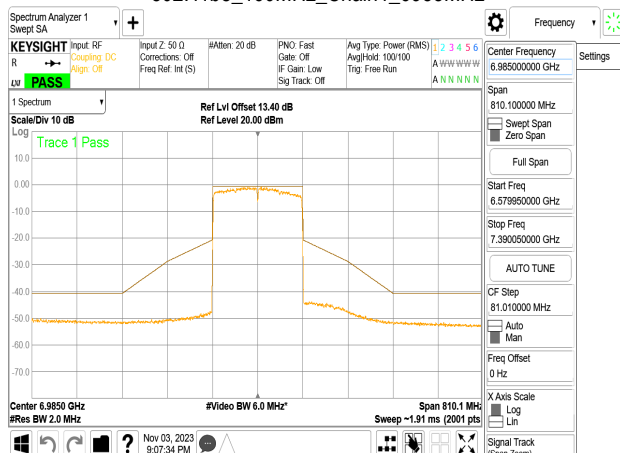 Spectrum Analyzer 1
Swept SA
Frequency
KEYSIGHT
R
LXI
PASS
Input: RF
Coupling: DC
Align: Off
Input Z: 50 Ω
Corrections: Off
Freq Ref: Int (S)
#Atten: 20 dB
PNO: Fast
Gate: Off
IF Gain: Low
Sig Track: Off
Avg Type: Power (RMS)
Avg|Hold: 100/100
Trig: Free Run
1 2 3 4 5 6
A W W W W W
A N N N N N
1 Spectrum
Scale/Div 10 dB
Log
Ref Lvl Offset 13.40 dB
Ref Level 20.00 dBm
Trace 1 Pass
10.0
0.00
-10.0
-20.0
-30.0
-40.0
-50.0
-60.0
-70.0
Center 6.9850 GHz
#Res BW 2.0 MHz
#Video BW 6.0 MHz*
Span 810.1 MHz
Sweep ~1.91 ms (2001 pts)
Nov 03, 2023
9:07:34 PM
Center Frequency
6.985000000 GHz
Settings
Span
810.100000 MHz
Swept Span
Zero Span
Full Span
Start Freq
6.579950000 GHz
Stop Freq
7.390050000 GHz
AUTO TUNE
CF Step
81.010000 MHz
Auto
Man
Freq Offset
0 Hz
X Axis Scale
Log
Lin
Signal Track